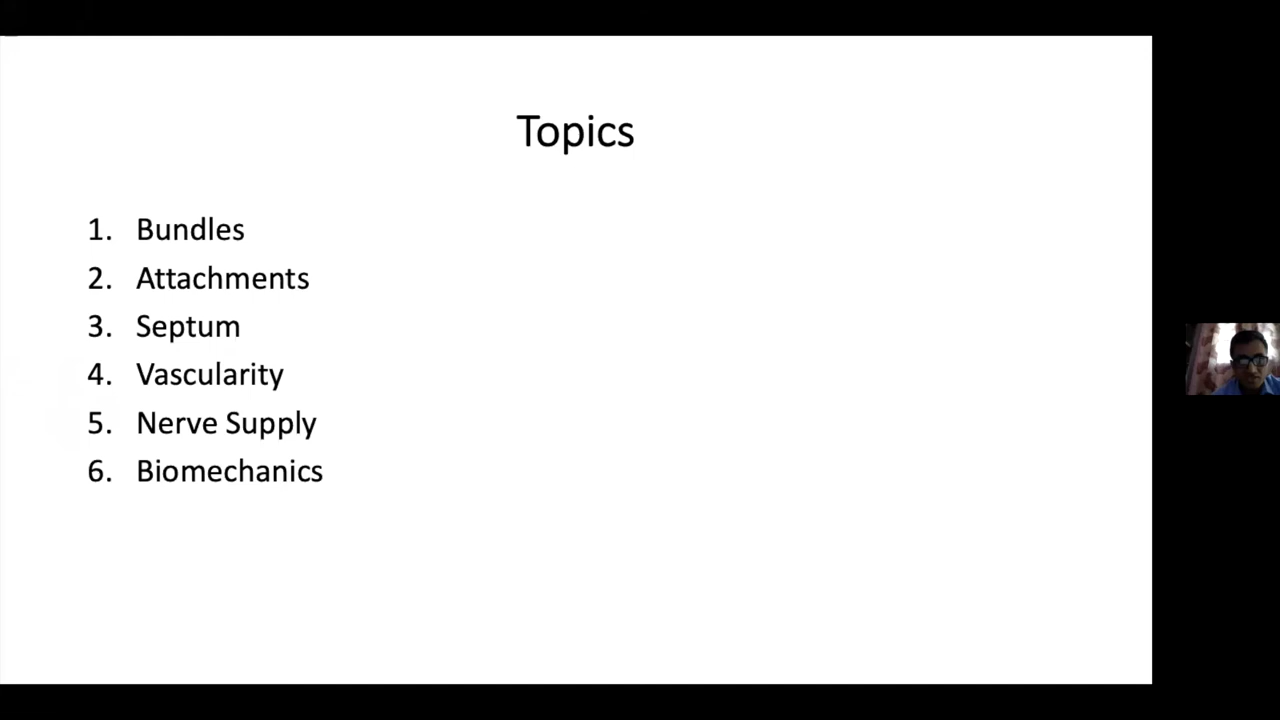 Topics
1. Bundles
2. Attachments
3. Septum
4. Vascularity
5. Nerve Supply
6. Biomechanics